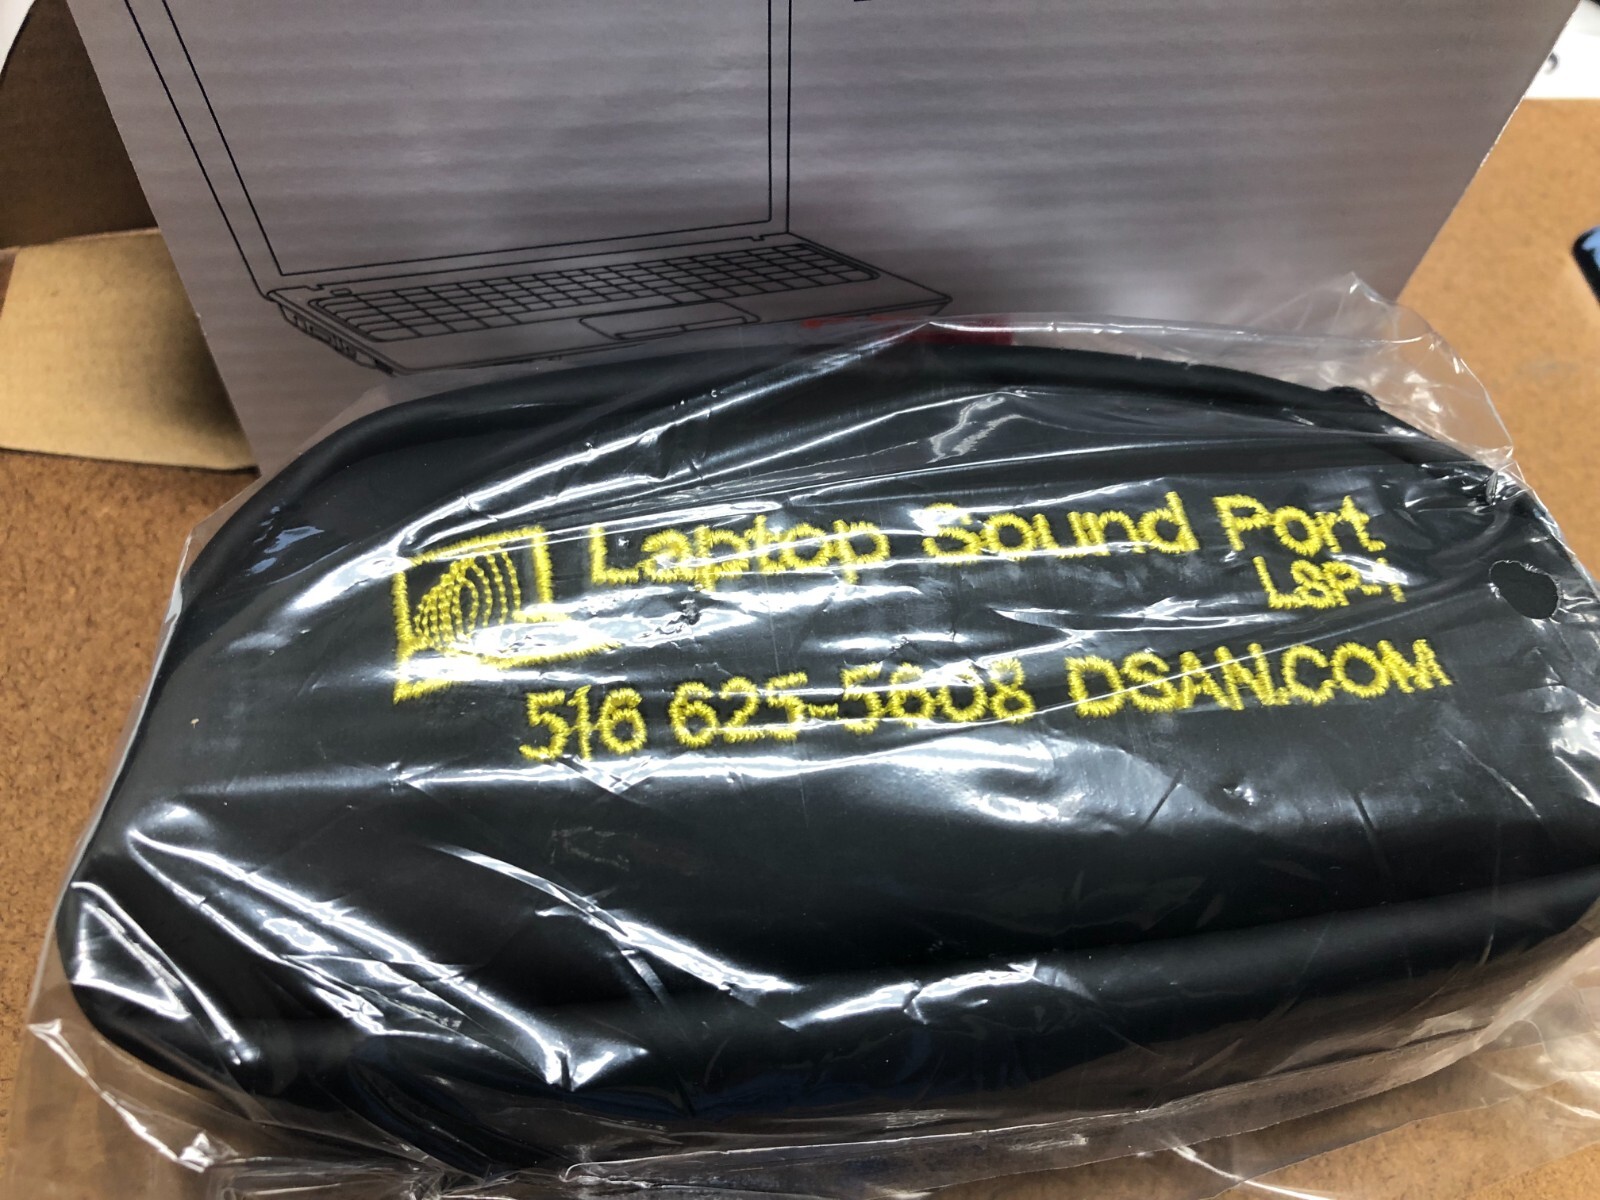 Laptop Sound Port
LSP-1
516 625-5608 DSAN.COM